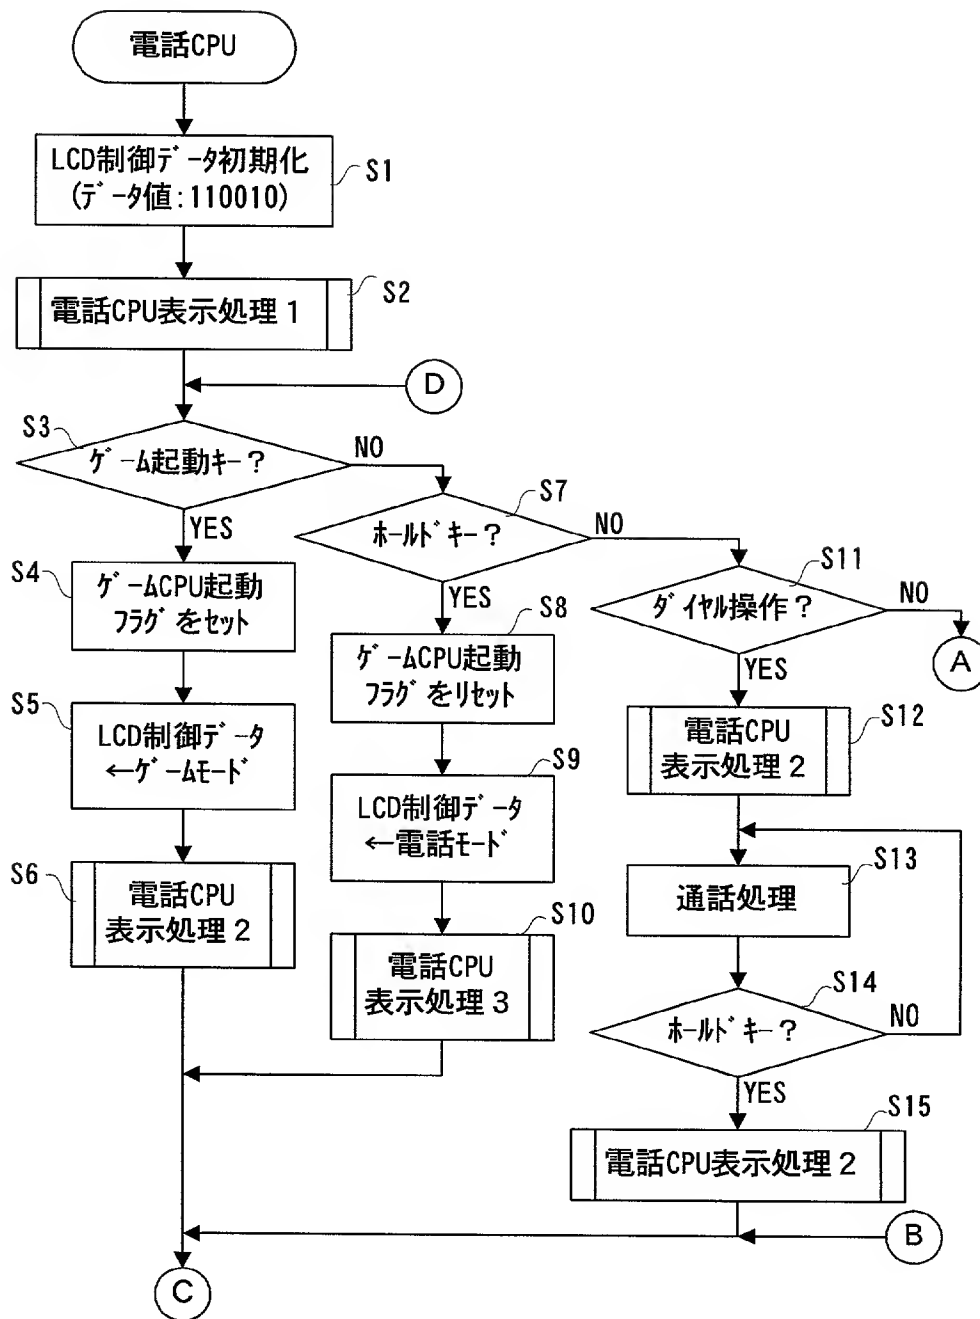 電話CPU
LCD制御ﾃﾞｰﾀ初期化
(ﾃﾞｰﾀ値:110010)
S1
電話CPU表示処理1
S2
D
S3
ｹﾞｰﾑ起動ｷｰ?
NO
YES
S7
ﾎｰﾙﾄﾞｷｰ?
NO
YES
S11
ﾀﾞｲﾔﾙ操作?
NO
YES
A
S4
ｹﾞｰﾑCPU起動
ﾌﾗｸﾞをｾｯﾄ
S8
ｹﾞｰﾑCPU起動
ﾌﾗｸﾞをﾘｾｯﾄ
S12
電話CPU
表示処理2
S5
LCD制御ﾃﾞｰﾀ
←ｹﾞｰﾑﾓｰﾄﾞ
S9
LCD制御ﾃﾞｰﾀ
←電話ﾓｰﾄﾞ
S13
通話処理
S6
電話CPU
表示処理2
S10
電話CPU
表示処理3
S14
ﾎｰﾙﾄﾞｷｰ?
NO
YES
S15
電話CPU表示処理2
B
C